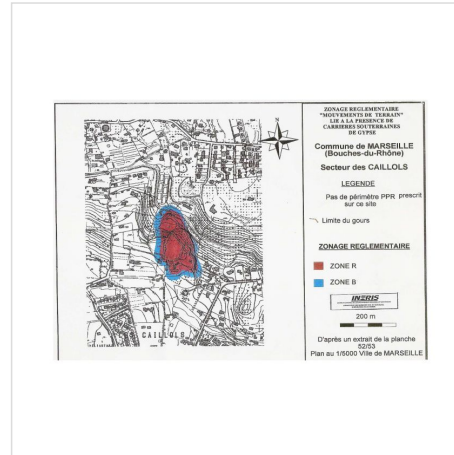 ZONAGE REGLEMENTAIRE
"MOUVEMENTS DE TERRAIN"
LIE A LA PRESENCE DE
CARRIERES SOUTERRAINES
DE GYPSE
Commune de MARSEILLE
(Bouches-du-Rhône)
Secteur des CAILLOLS
LEGENDE
Pas de périmètre PPR prescrit
sur ce site
Limite du gours
ZONAGE REGLEMENTAIRE
ZONE R
ZONE B
INERIS
200 m
D'après un extrait de la planche
52/53
Plan au 1/5000 Ville de MARSEILLE
N
CAILLOLS